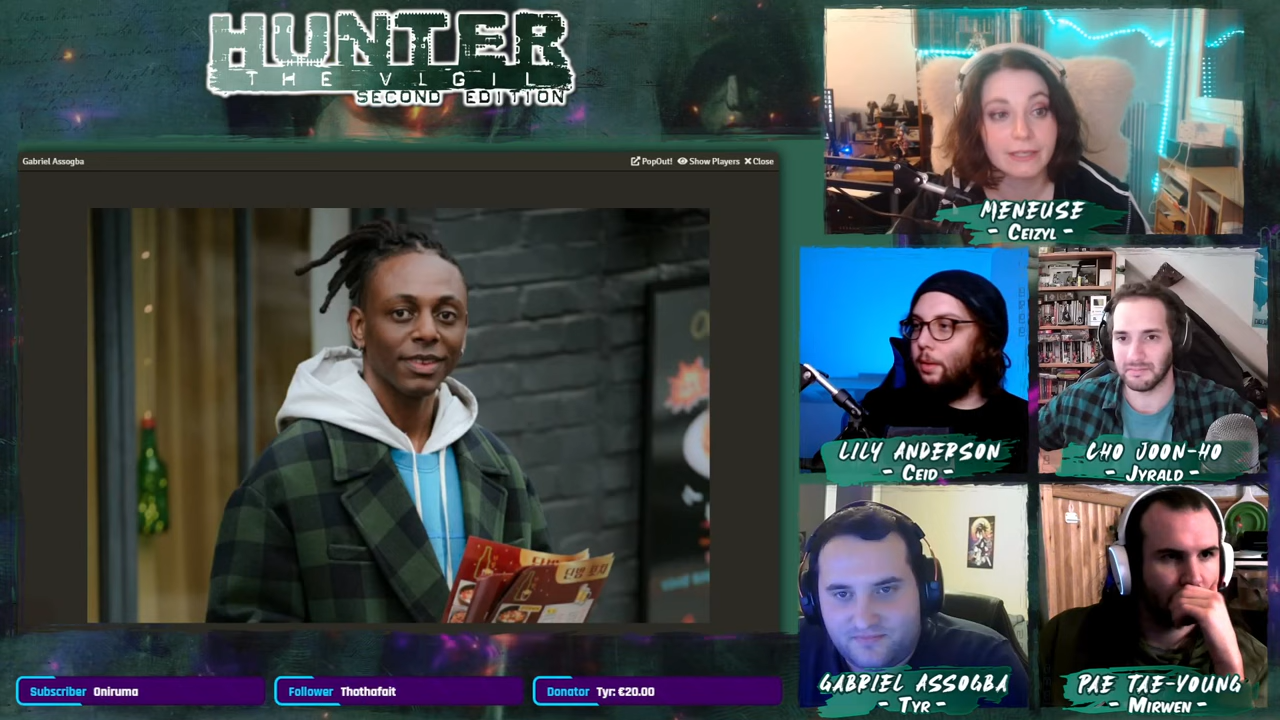 HUNTER
THE VIGIL
SECOND EDITION
Gabriel Assogba
PopOut! Show Players Close
MENEUSE
- CEIZYL -
LILY ANDERSON
- CEID -
CHO JOON-HO
- JYRALD -
GABRIEL ASSOGBA
- TYR -
PAE TAE-YOUNG
- MIRWEN -
Subscriber Oniruma
Follower Thothafait
Donator Tyr: €20.00